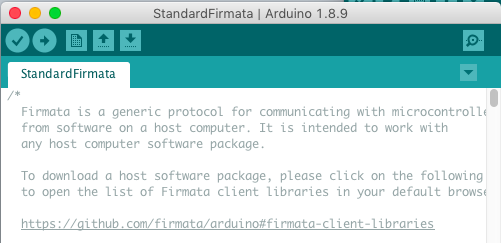 StandardFirmata | Arduino 1.8.9
StandardFirmata
/*
Firmata is a generic protocol for communicating with microcontrolle
from software on a host computer. It is intended to work with
any host computer software package.
To download a host software package, please click on the following
to open the list of Firmata client libraries in your default browse
https://github.com/firmata/arduino#firmata-client-libraries